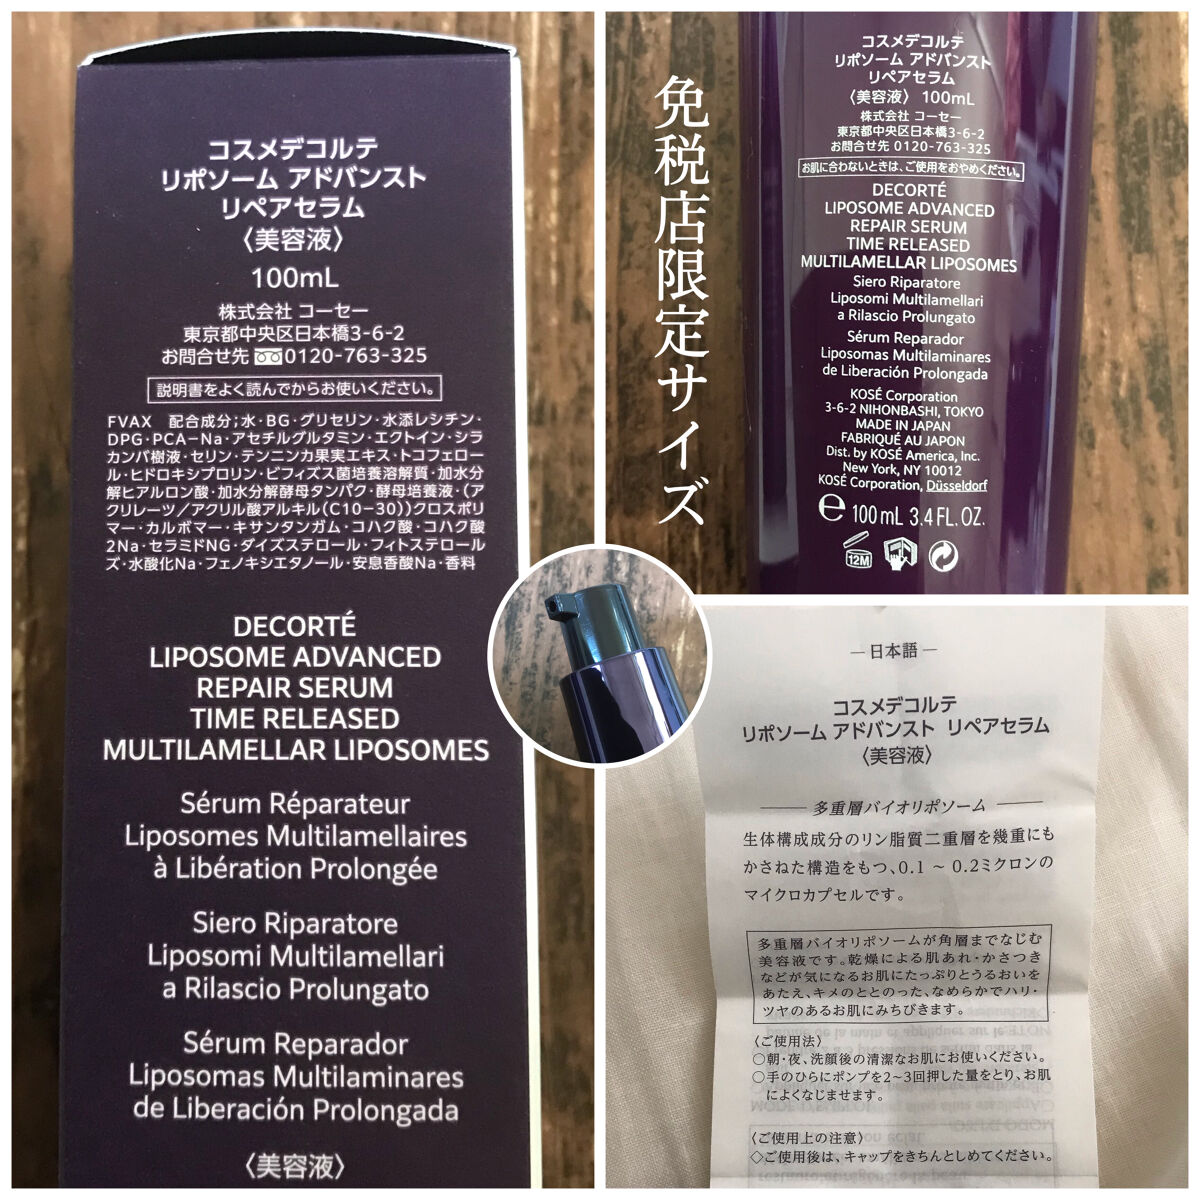 コスメデコルテ
リポソーム アドバンスト
リペアセラム
〈美容液〉
100mL
株式会社 コーセー
東京都中央区日本橋3-6-2
お問合せ先 0120-763-325
説明書をよく読んでからお使いください。
FVAX 配合成分;水・BG・グリセリン・水添レシチン・
DPG・PCA-Na・アセチルグルタミン・エクトイン・シラ
カンバ樹液・セリン・テンニンカ果実エキス・トコフェロー
ル・ヒドロキシプロリン・ビフィズス菌培養溶解質・加水分
解ヒアルロン酸・加水分解酵母タンパク・酵母培養液・(ア
クリレーツ/アクリル酸アルキル(C10-30))クロスポリ
マー・カルボマー・キサンタンガム・コハク酸・コハク酸
2Na・セラミドNG・ダイズステロール・フィトステロール
ズ・水酸化Na・フェノキシエタノール・安息香酸Na・香料
DECORTÉ
LIPOSOME ADVANCED
REPAIR SERUM
TIME RELEASED
MULTILAMELLAR LIPOSOMES
Sérum Réparateur
Liposomes Multilamellaires
à Libération Prolongée
Siero Riparatore
Liposomi Multilamellari
a Rilascio Prolungato
Sérum Reparador
Liposomas Multilaminares
de Liberación Prolongada
〈美容液〉
免税店限定サイズ
コスメデコルテ
リポソーム アドバンスト
リペアセラム
〈美容液〉 100mL
株式会社 コーセー
東京都中央区日本橋3-6-2
お問合せ先 0120-763-325
お肌に合わないときは、ご使用をおやめください。
DECORTÉ
LIPOSOME ADVANCED
REPAIR SERUM
TIME RELEASED
MULTILAMELLAR LIPOSOMES
Siero Riparatore
Liposomi Multilamellari
a Rilascio Prolungato
Sérum Reparador
Liposomas Multilaminares
de Liberación Prolongada
KOSÉ Corporation
3-6-2 NIHONBASHI, TOKYO
MADE IN JAPAN
FABRIQUÉ AU JAPON
Dist. by KOSÉ America, Inc.
New York, NY 10012
KOSÉ Corporation, Düsseldorf
℮ 100mL 3.4 FL.OZ.
12M
— 日本語 —
コスメデコルテ
リポソーム アドバンスト リペアセラム
〈美容液〉
多重層バイオリポソーム
生体構成成分のリン脂質二重層を幾重にも
かさねた構造をもつ、0.1 ～ 0.2ミクロンの
マイクロカプセルです。
多重層バイオリポソームが角層までなじむ
美容液です。乾燥による肌あれ・かさつき
などが気になるお肌にたっぷりとうるおいを
あたえ、キメのととのった、なめらかでハリ・
ツヤのあるお肌にみちびきます。
〈ご使用法〉
○朝・夜、洗顔後の清潔なお肌にお使いください。
○手のひらにポンプを2～3回押した量をとり、お肌
によくなじませます。
〈ご使用上の注意〉
◇ご使用後は、キャップをきちんとしめてください。